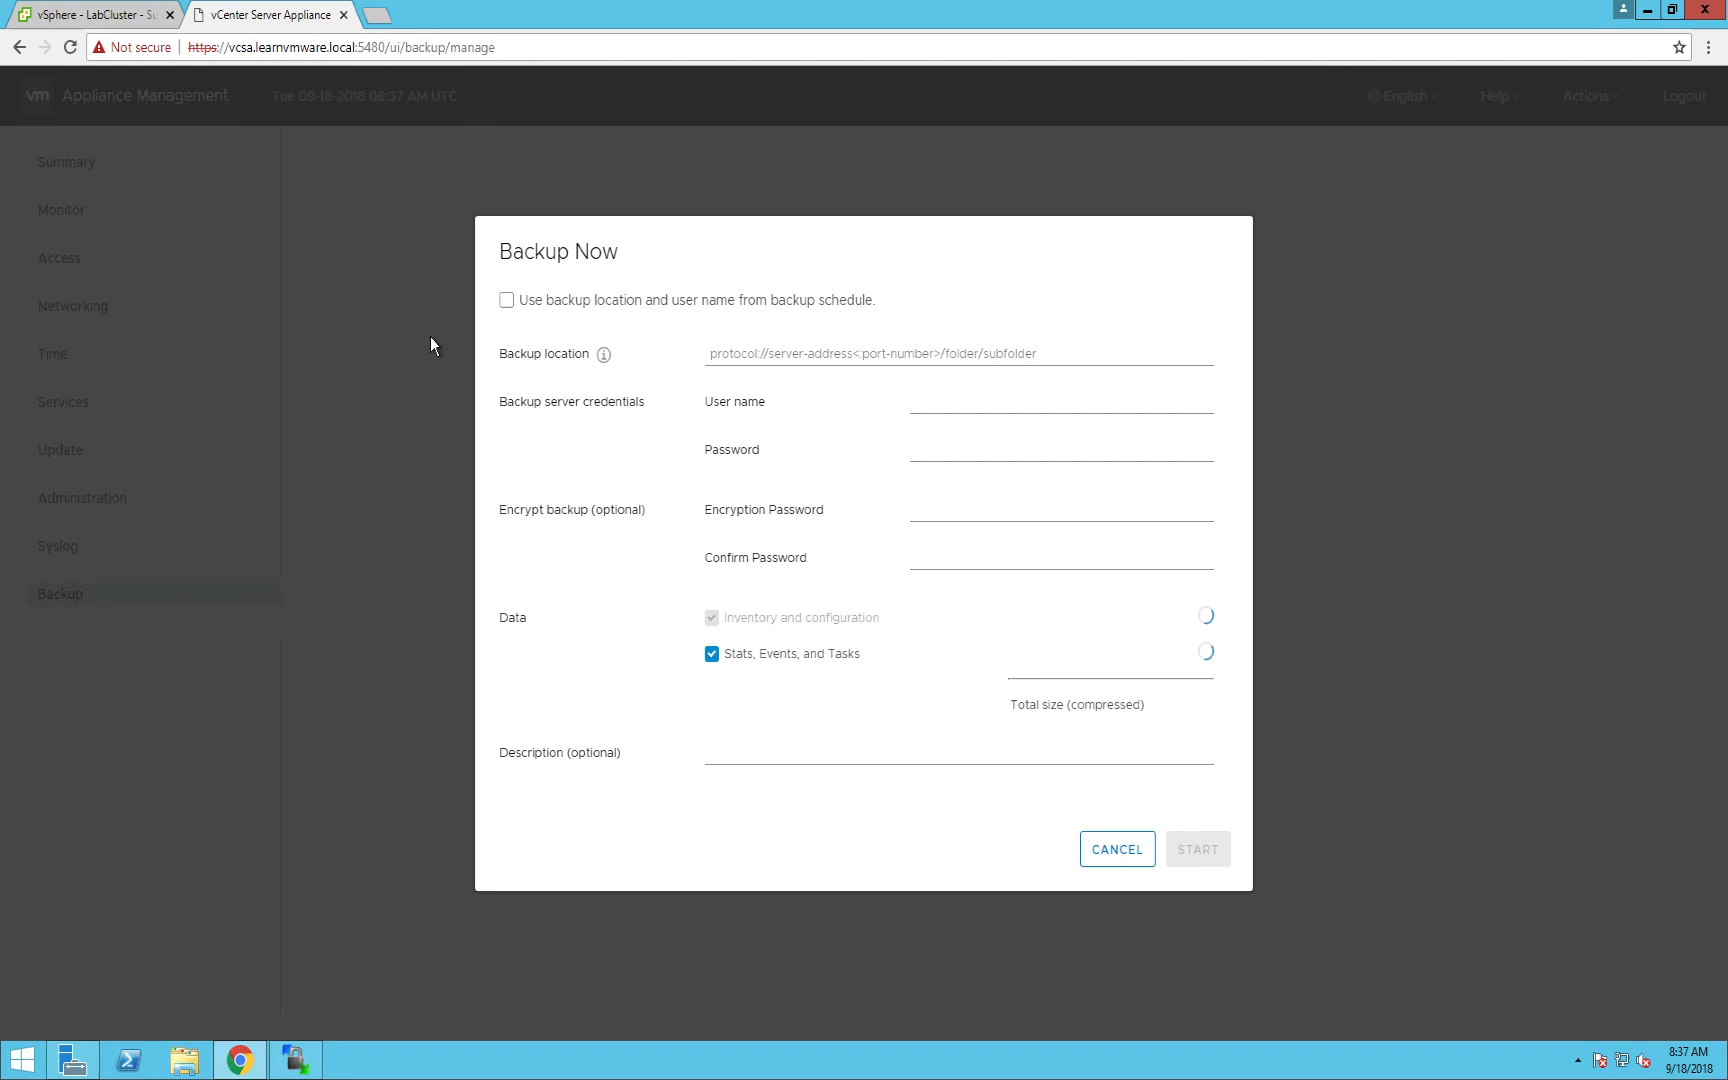 vSphere - LabCluster - Su
vCenter Server Appliance
Not secure
https://vcsa.learnvmware.local:5480/ui/backup/manage
vm
Appliance Management
Tue 09-18-2018 08:37 AM UTC
English
Help
Actions
Logout
Summary
Monitor
Access
Networking
Time
Services
Update
Administration
Syslog
Backup
Backup Now
Use backup location and user name from backup schedule.
Backup location
protocol://server-address<:port-number>/folder/subfolder
Backup server credentials
User name
Password
Encrypt backup (optional)
Encryption Password
Confirm Password
Data
Inventory and configuration
Stats, Events, and Tasks
Total size (compressed)
Description (optional)
CANCEL
START
8:37 AM
9/18/2018